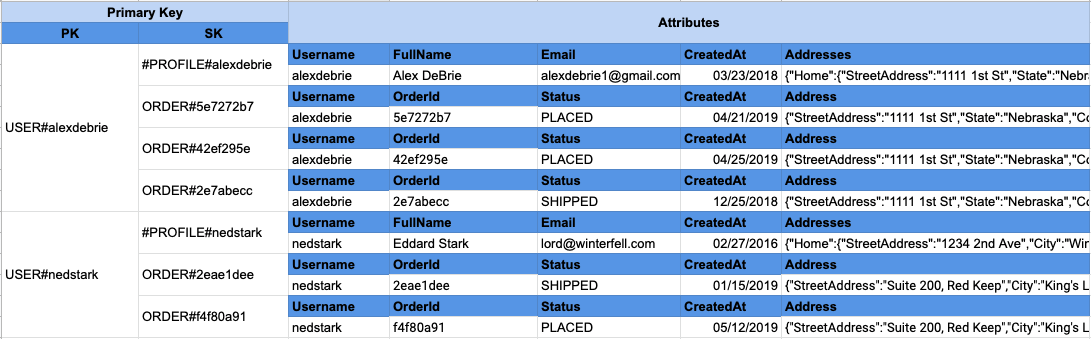 Primary Key Attributes
PK SK
Username FullName Email CreatedAt Addresses
#PROFILE#alexdebrie
alexdebrie Alex DeBrie alexdebrie1@gmail.com 03/23/2018 {"Home":{"StreetAddress":"1111 1st St","State":"Nebr
Username OrderId Status CreatedAt Address
ORDER#5e7272b7
alexdebrie 5e7272b7 PLACED 04/21/2019 {"StreetAddress":"1111 1st St","State":"Nebraska","Co
USER#alexdebrie
Username OrderId Status CreatedAt Address
ORDER#42ef295e
alexdebrie 42ef295e PLACED 04/25/2019 {"StreetAddress":"1111 1st St","State":"Nebraska","Co
Username OrderId Status CreatedAt Address
ORDER#2e7abecc
alexdebrie 2e7abecc SHIPPED 12/25/2018 {"StreetAddress":"1111 1st St","State":"Nebraska","Co
Username FullName Email CreatedAt Addresses
#PROFILE#nedstark
nedstark Eddard Stark lord@winterfell.com 02/27/2016 {"Home":{"StreetAddress":"1234 2nd Ave","City":"Win
Username OrderId Status CreatedAt Address
USER#nedstark ORDER#2eae1dee
nedstark 2eae1dee SHIPPED 01/15/2019 {"StreetAddress":"Suite 200, Red Keep","City":"King's L
Username OrderId Status CreatedAt Address
ORDER#f4f80a91
nedstark f4f80a91 PLACED 05/12/2019 {"StreetAddress":"Suite 200, Red Keep","City":"King's L